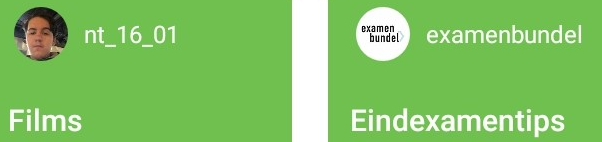 nt_16_01
Films
examen
bundel
examenbundel
Eindexamentips